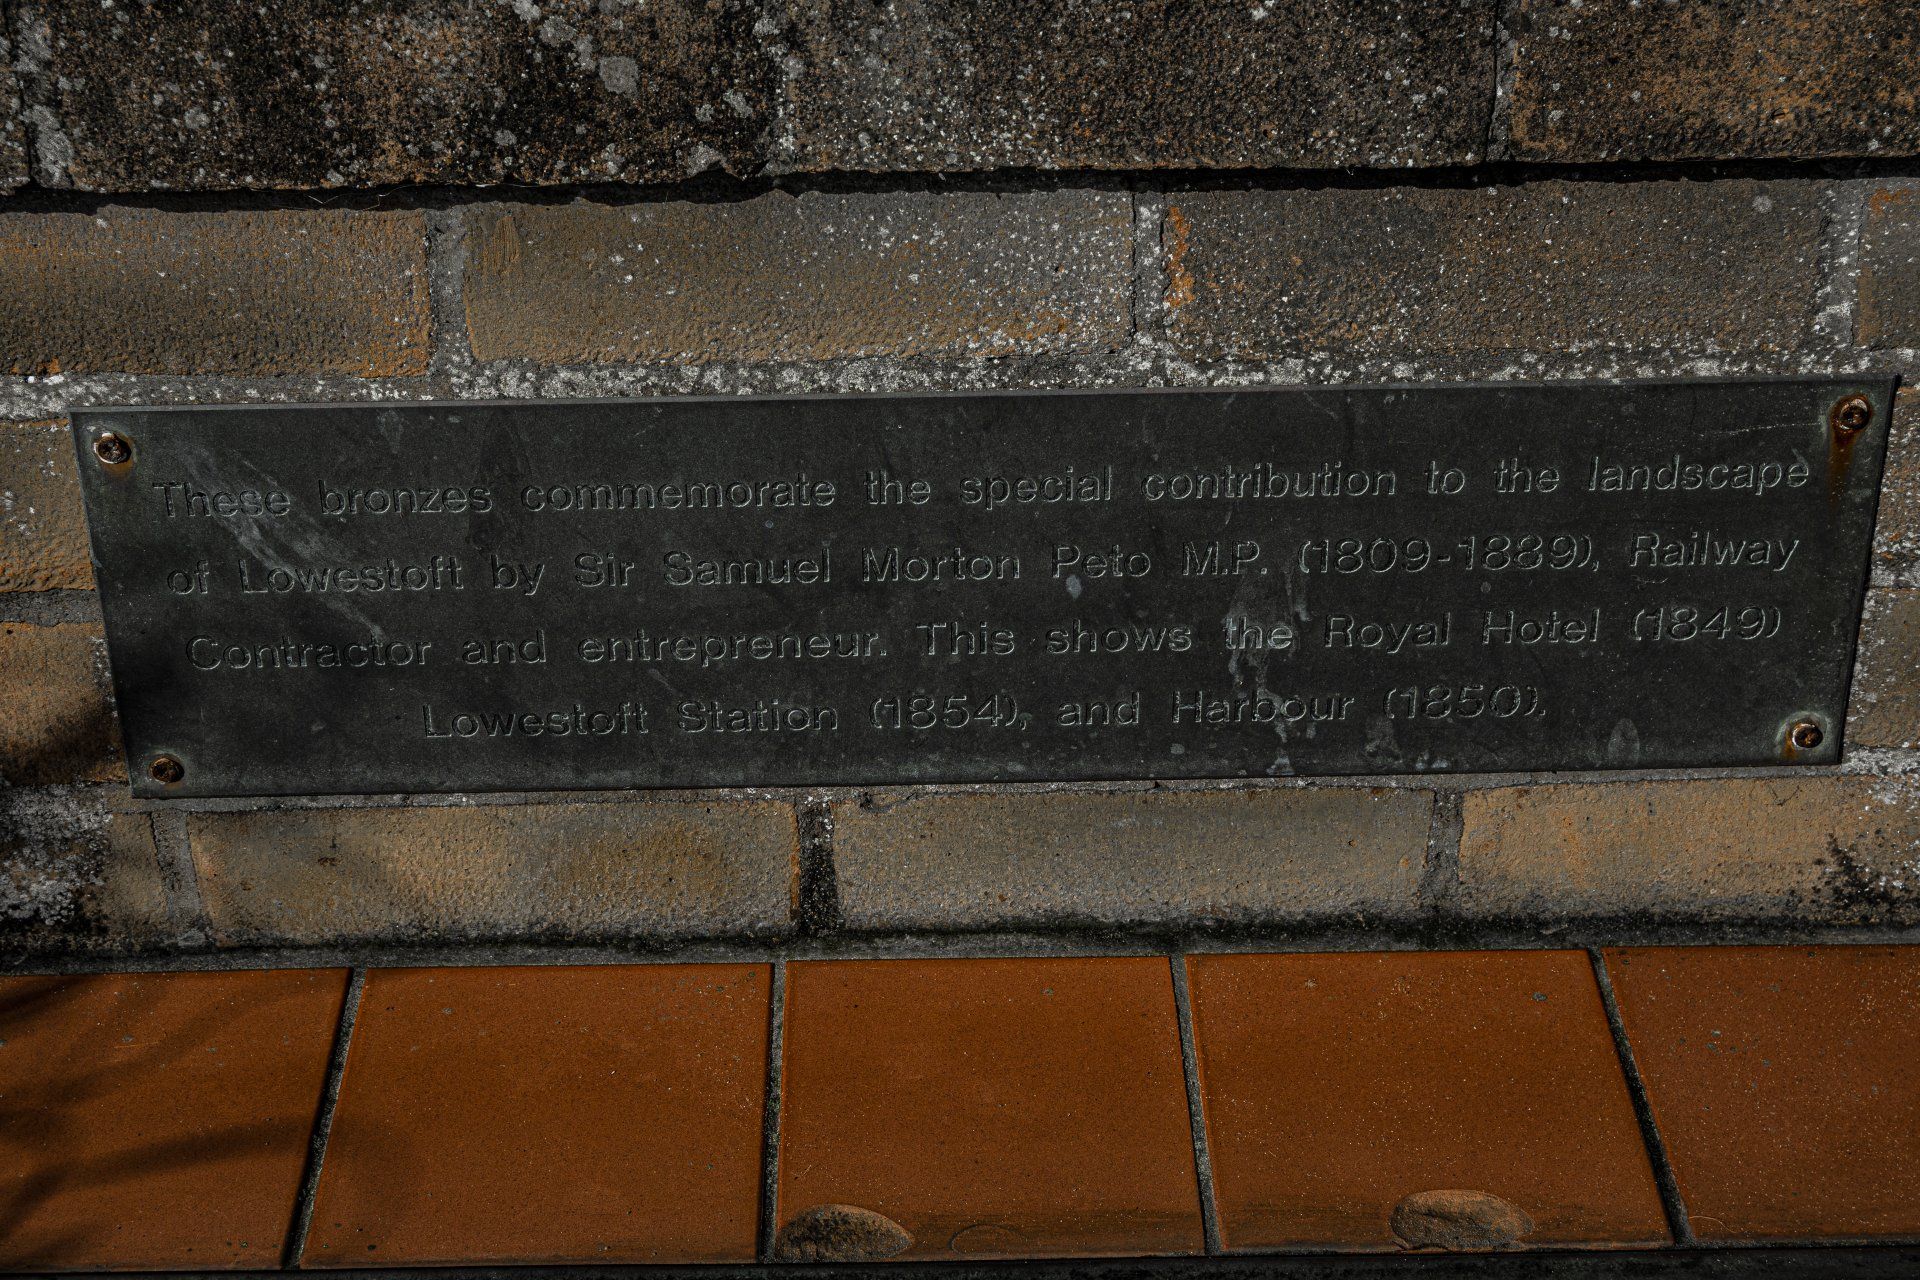 These bronzes commemorate the special contribution to the landscape
of Lowestoft by Sir Samuel Morton Peto M.P. (1809-1889), Railway
Contractor and entrepreneur. This shows the Royal Hotel (1849)
Lowestoft Station (1854), and Harbour (1850).